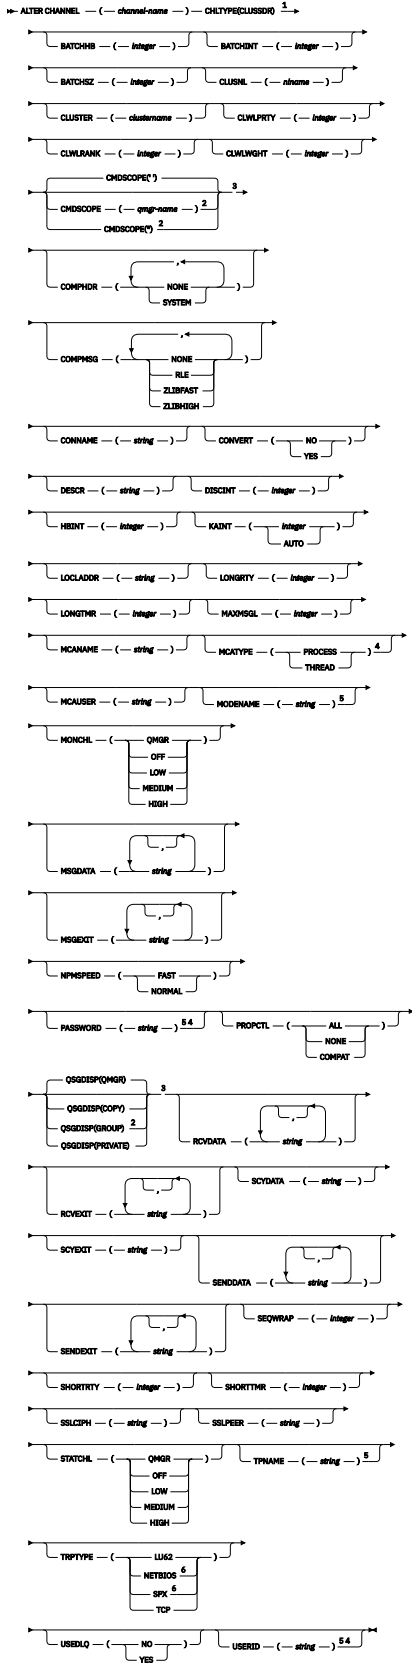 ALTER CHANNEL ( channel-name ) CHLTYPE(CLUSSDR) 1
BATCHHB ( integer ) BATCHINT ( integer )
BATCHSZ ( integer ) CLUSNL ( nlname )
CLUSTER ( clustername ) CLWLPRTY ( integer )
CLWLRANK ( integer ) CLWLWGHT ( integer )
CMDSCOPE(' ')
3
CMDSCOPE ( qmgr-name ) 2
CMDSCOPE(*) 2
,
COMPHDR ( NONE )
SYSTEM
,
COMPMSG ( NONE )
RLE
ZLIBFAST
ZLIBHIGH
CONNAME ( string ) CONVERT ( NO )
YES
DESCR ( string ) DISCINT ( integer )
HBINT ( integer ) KAINT ( integer )
AUTO
LOCLADDR ( string ) LONGRTY ( integer )
LONGTMR ( integer ) MAXMSGL ( integer )
MCANAME ( string ) MCATYPE ( PROCESS ) 4
THREAD
MCAUSER ( string ) MODENAME ( string ) 5
MONCHL ( QMGR )
OFF
LOW
MEDIUM
HIGH
,
MSGDATA ( string )
,
MSGEXIT ( string )
NPMSPEED ( FAST )
NORMAL
PASSWORD ( string ) 5 4 PROPCTL ( ALL )
NONE
COMPAT
QSGDISP(QMGR)
3
QSGDISP(COPY) ,
QSGDISP(GROUP) 2
QSGDISP(PRIVATE) RCVDATA ( string )
, SCYDATA ( string )
RCVEXIT ( string )
SCYEXIT ( string ) ,
SENDDATA ( string )
, SEQWRAP ( integer )
SENDEXIT ( string )
SHORTRTY ( integer ) SHORTTMR ( integer )
SSLCIPH ( string ) SSLPEER ( string )
STATCHL ( QMGR ) TPNAME ( string ) 5
OFF
LOW
MEDIUM
HIGH
TRPTYPE ( LU62 )
NETBIOS 6
SPX 6
TCP
USEDLQ ( NO ) USERID ( string ) 5 4
YES